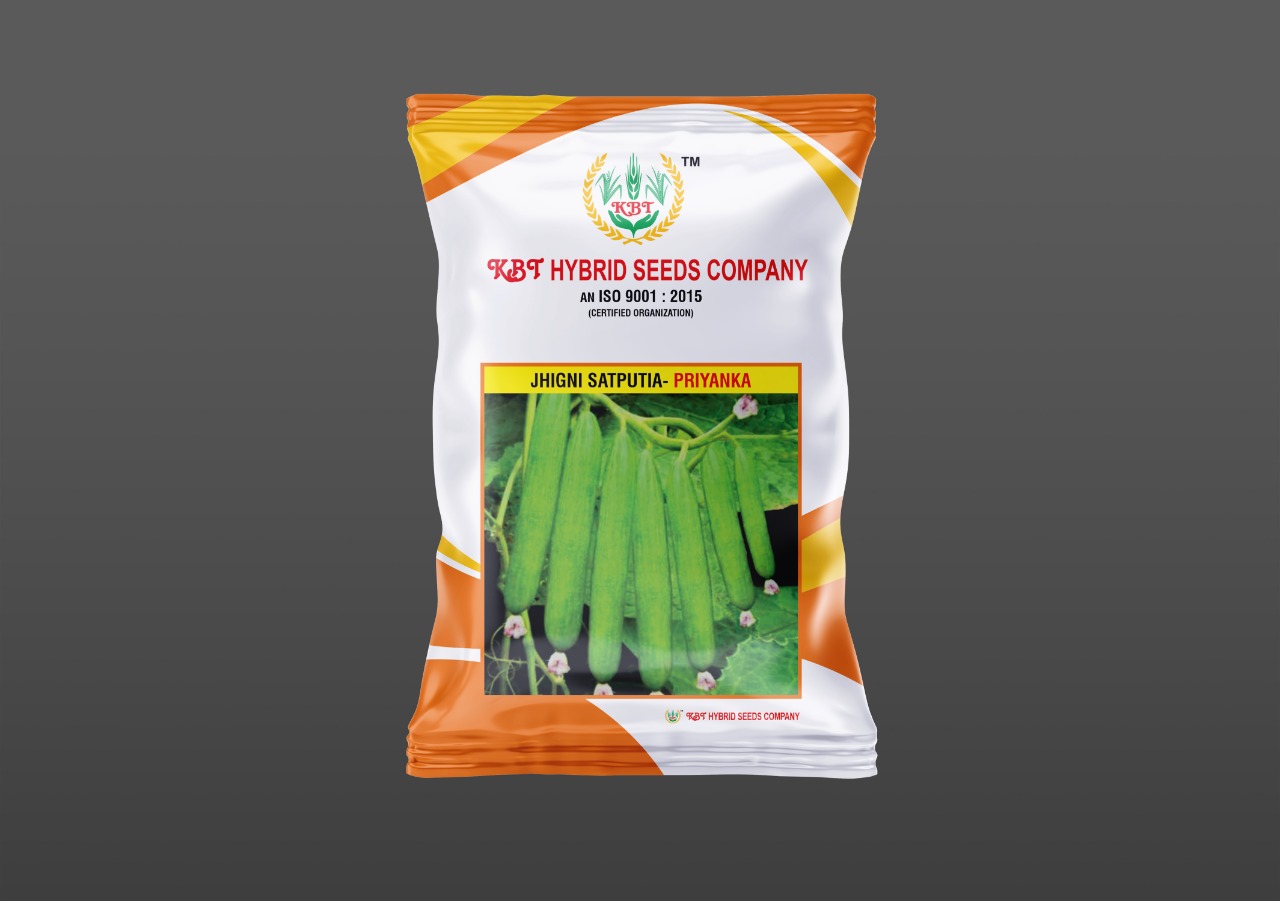 TM
KBT
KBT HYBRID SEEDS COMPANY
AN ISO 9001 : 2015
(CERTIFIED ORGANIZATION)
JHIGNI SATPUTIA- PRIYANKA
KBT HYBRID SEEDS COMPANY